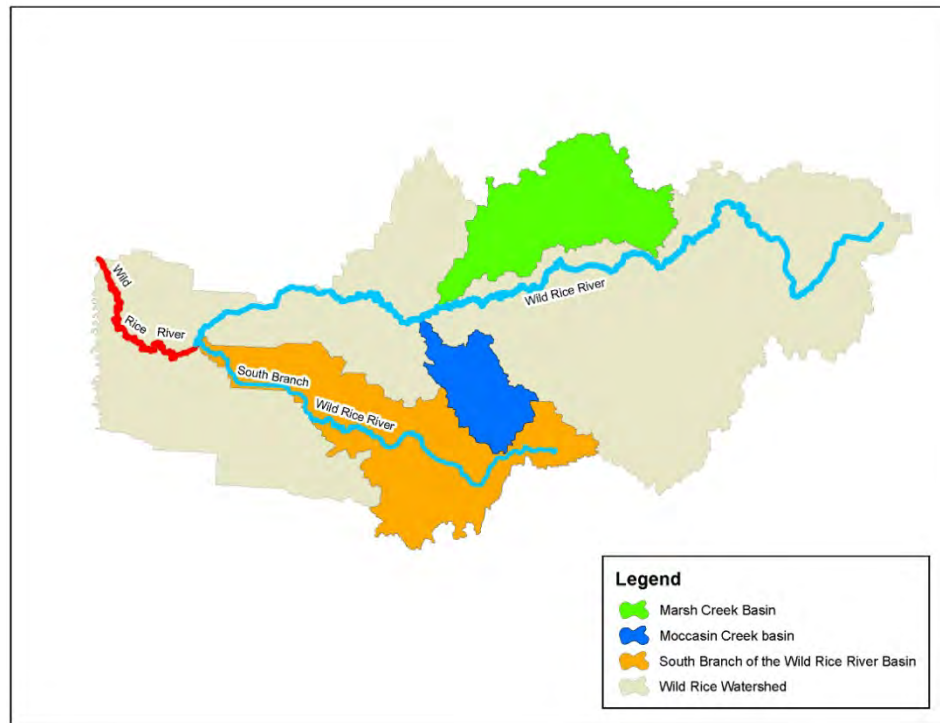 Wild
Rice River
South Branch
Wild Rice River
Wild Rice River
Legend
Marsh Creek Basin
Moccasin Creek basin
South Branch of the Wild Rice River Basin
Wild Rice Watershed